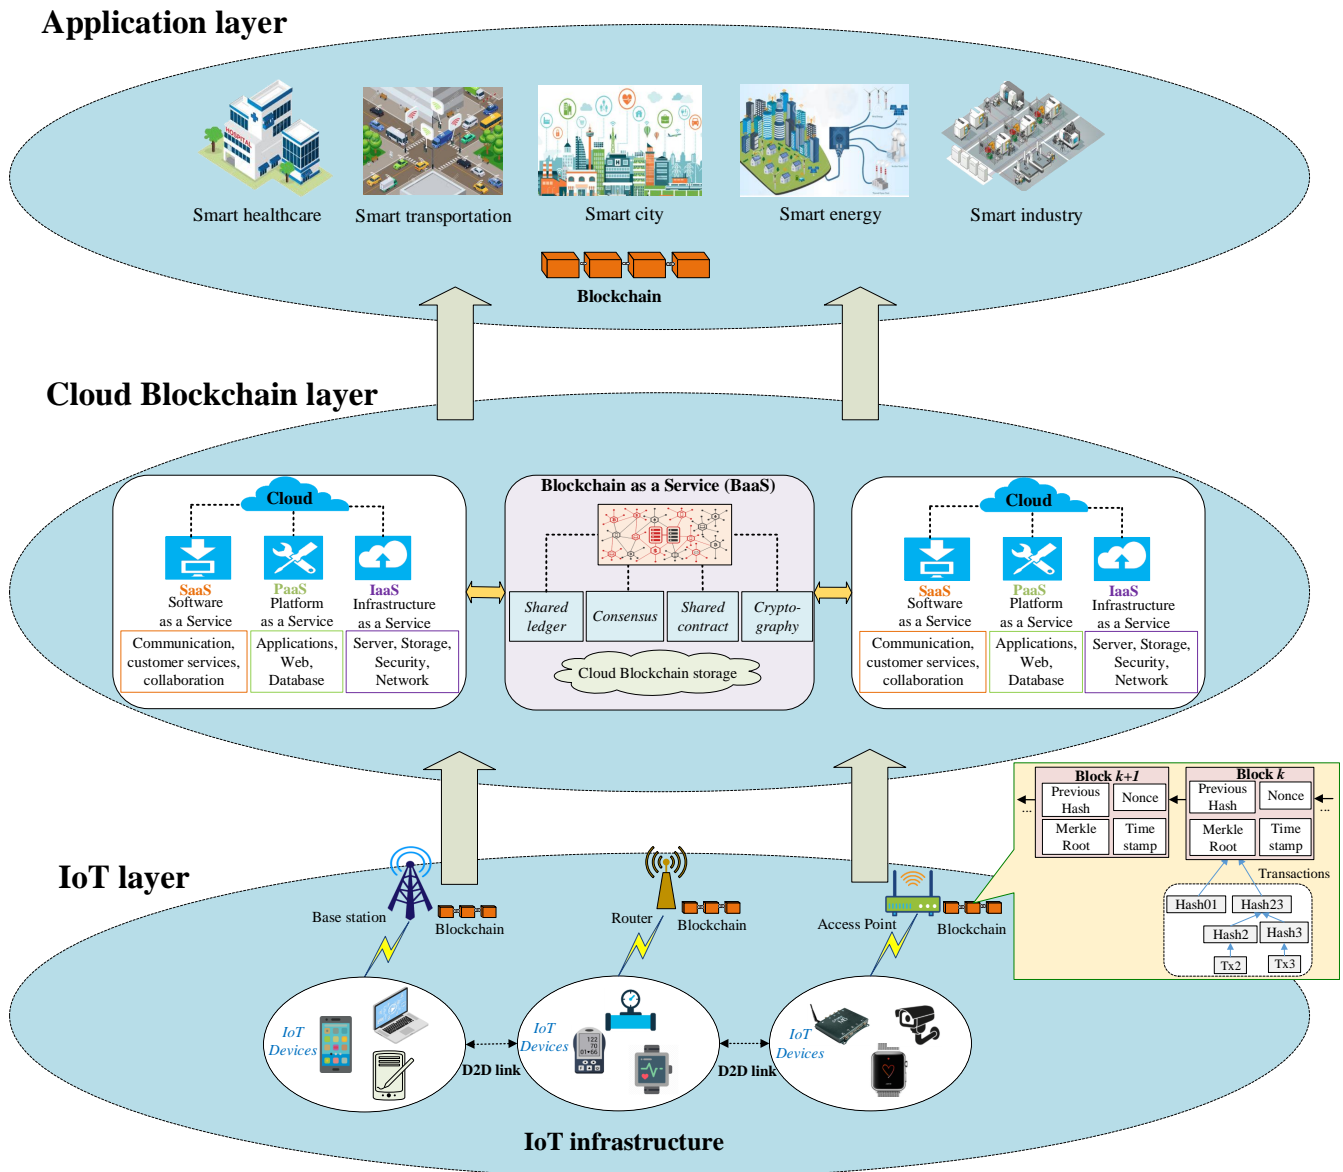 Application layer
HOSPITAL
Smart healthcare
Smart transportation
Smart city
Smart energy
Smart industry
Blockchain
Cloud Blockchain layer
Cloud
SaaS
Software
as a Service
PaaS
Platform
as a Service
IaaS
Infrastructure
as a Service
Communication,
customer services,
collaboration
Applications,
Web,
Database
Server, Storage,
Security,
Network
Blockchain as a Service (BaaS)
Shared
ledger
Consensus
Shared
contract
Crypto-
graphy
Cloud Blockchain storage
Cloud
SaaS
Software
as a Service
PaaS
Platform
as a Service
IaaS
Infrastructure
as a Service
Communication,
customer services,
collaboration
Applications,
Web,
Database
Server, Storage,
Security,
Network
IoT layer
Base station
Blockchain
Router
Blockchain
Access Point
Blockchain
...
Block k+1
Previous
Hash
Nonce
Merkle
Root
Time
stamp
Block k
Previous
Hash
Nonce
Merkle
Root
Time
stamp
...
Transactions
Hash01
Hash23
Hash2
Hash3
Tx2
Tx3
IoT
Devices
D2D link
IoT
Devices
122
70
01•66
D2D link
IoT
Devices
IoT infrastructure